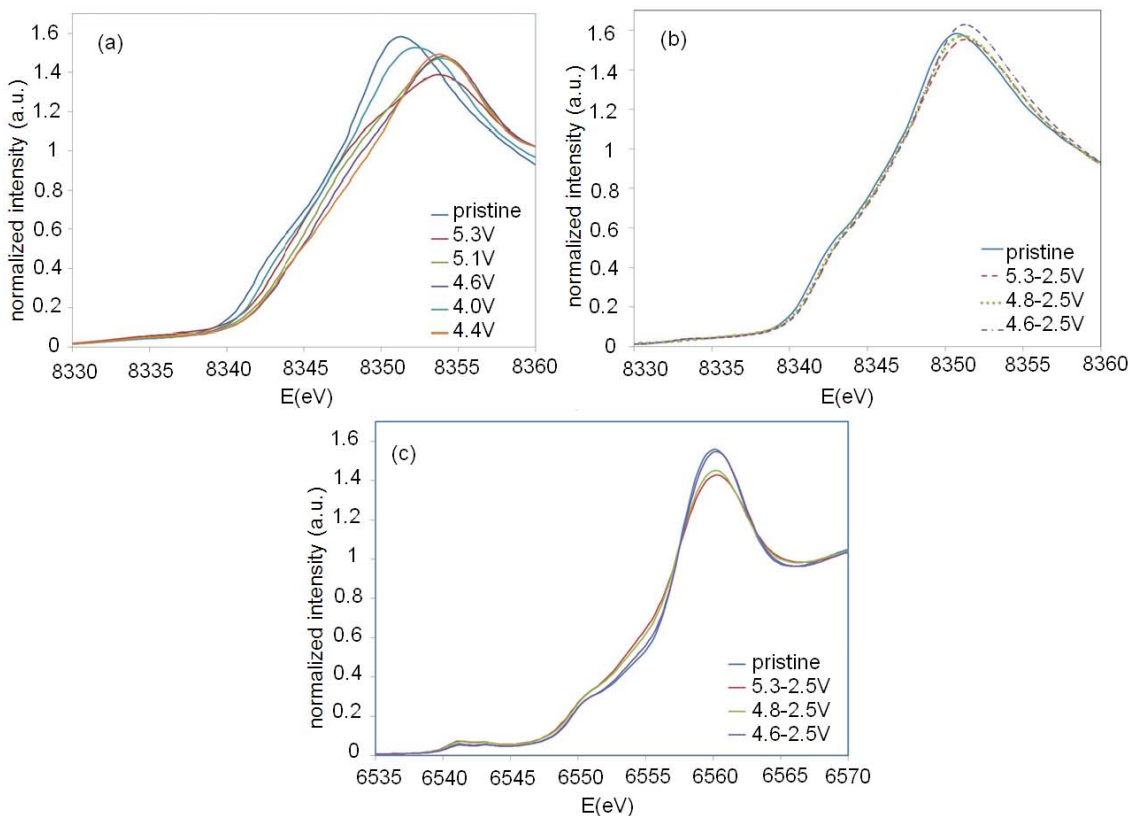 (a)
normalized intensity (a.u.)
1.6
1.4
1.2
1.0
0.8
0.6
0.4
0.2
0
8330 8335 8340 8345 8350 8355 8360
E(eV)
pristine
5.3V
5.1V
4.6V
4.0V
4.4V
(b)
normalized intensity (a.u.)
1.6
1.4
1.2
1
0.8
0.6
0.4
0.2
0
8330 8335 8340 8345 8350 8355 8360
E(eV)
pristine
5.3-2.5V
4.8-2.5V
4.6-2.5V
(c)
normalized intensity (a.u.)
1.6
1.4
1.2
1
0.8
0.6
0.4
0.2
0
6535 6540 6545 6550 6555 6560 6565 6570
E(eV)
pristine
5.3-2.5V
4.8-2.5V
4.6-2.5V